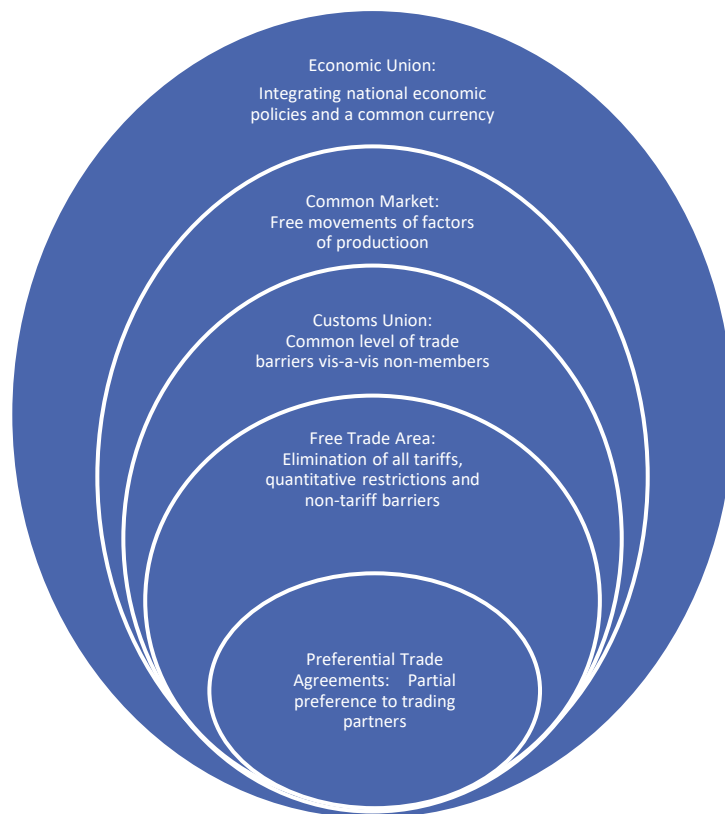 Economic Union:
Integrating national economic
policies and a common currency
Common Market:
Free movements of factors
of productioon
Customs Union:
Common level of trade
barriers vis-a-vis non-members
Free Trade Area:
Elimination of all tariffs,
quantitative restrictions and
non-tariff barriers
Preferential Trade
Agreements: Partial
preference to trading
partners